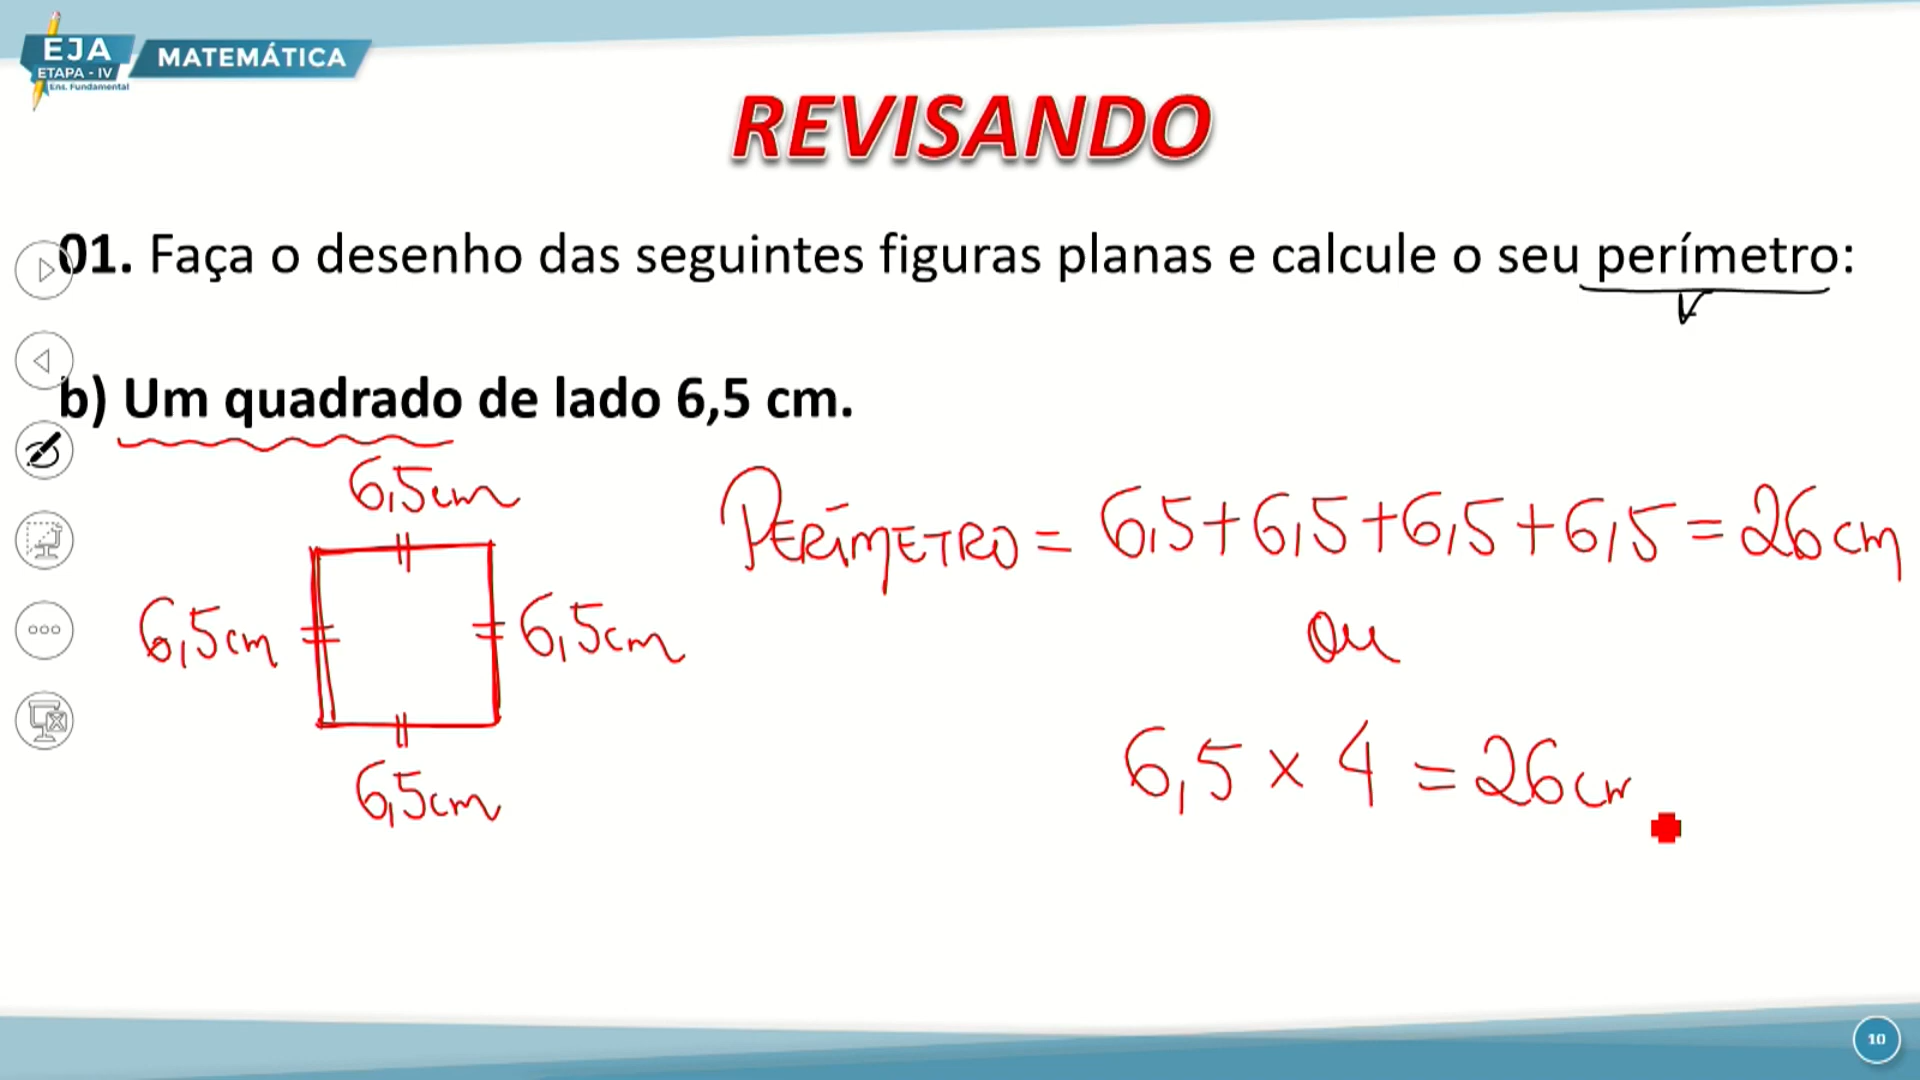 EJA
ETAPA - IV
Ens. Fundamental
MATEMÁTICA
REVISANDO
01. Faça o desenho das seguintes figuras planas e calcule o seu perímetro:
b) Um quadrado de lado 6,5 cm.
6,5cm
PERÍMETRO = 6,5+6,5+6,5+6,5=26cm
6,5cm
6,5cm
ou
6,5cm
6,5 × 4 = 26cm
10